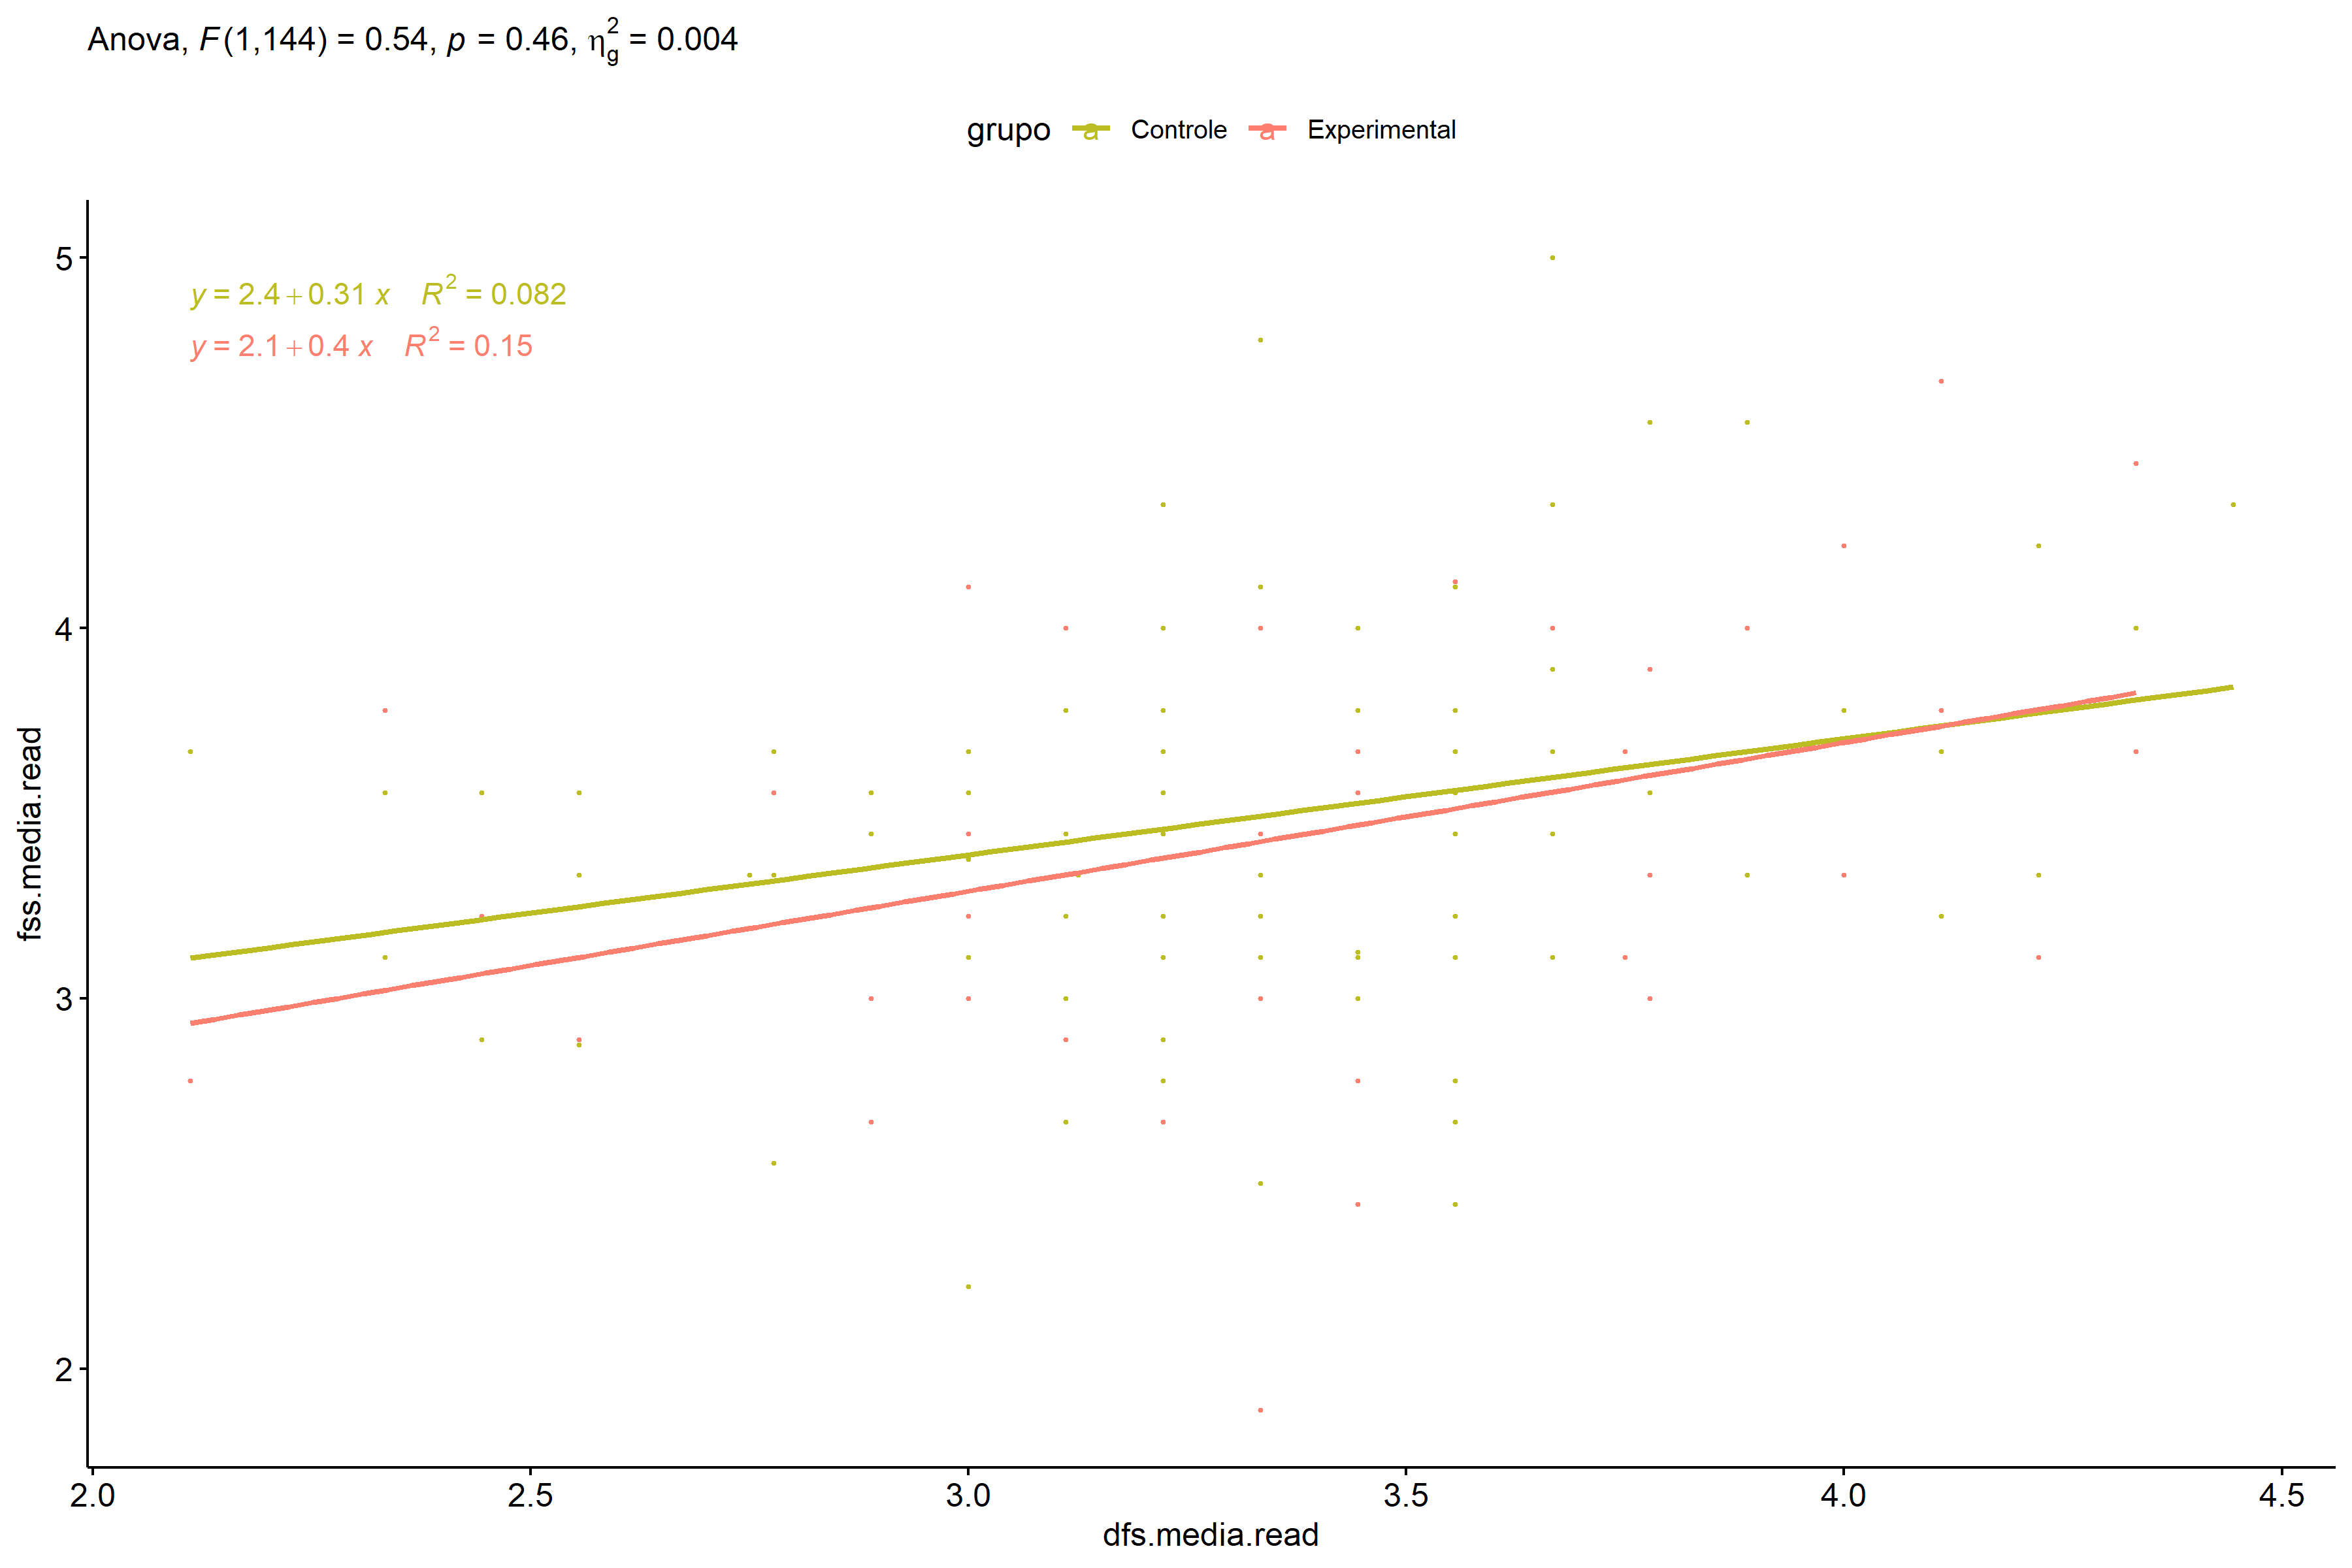 Anova, F(1,144) = 0.54, p = 0.46, η²g = 0.004
grupo a Controle a Experimental
y = 2.4 + 0.31 x R² = 0.082
y = 2.1 + 0.4 x R² = 0.15
5
4
3
2
fss.media.read
2.0 2.5 3.0 3.5 4.0 4.5
dfs.media.read